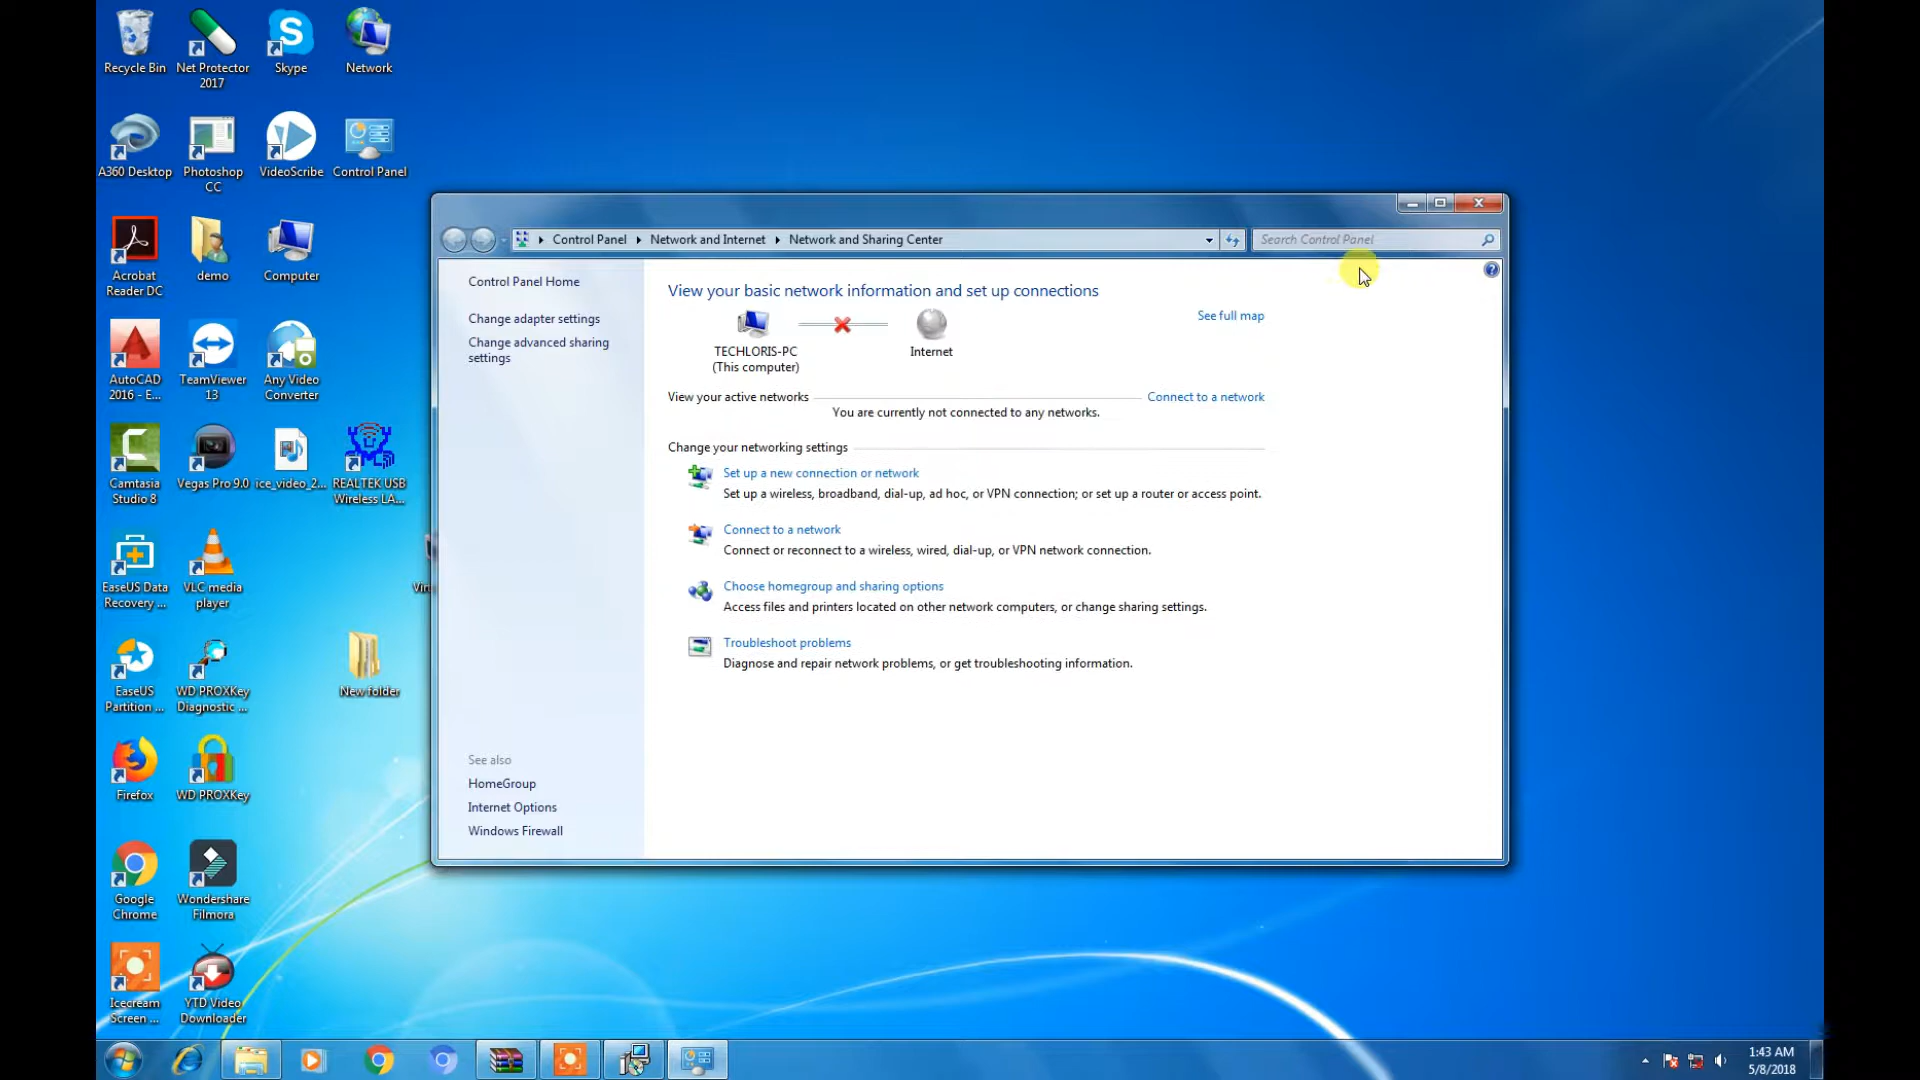 Recycle Bin
Net Protector
2017
Skype
Network
A360 Desktop
Photoshop
CC
VideoScribe
Control Panel
Acrobat
Reader DC
demo
Computer
AutoCAD
2016 - E...
TeamViewer
13
Any Video
Converter
Camtasia
Studio 8
Vegas Pro 9.0
ice_video_2...
REALTEK USB
Wireless LA...
EaseUS Data
Recovery ...
VLC media
player
EaseUS
Partition ...
WD PROXKey
Diagnostic ...
New folder
Firefox
WD PROXKey
Google
Chrome
Wondershare
Filmora
Icecream
Screen ...
YTD Video
Downloader
Control Panel
Network and Internet
Network and Sharing Center
Search Control Panel
Control Panel Home
Change adapter settings
Change advanced sharing
settings
See also
HomeGroup
Internet Options
Windows Firewall
View your basic network information and set up connections
See full map
TECHLORIS-PC
(This computer)
Internet
View your active networks
Connect to a network
You are currently not connected to any networks.
Change your networking settings
Set up a new connection or network
Set up a wireless, broadband, dial-up, ad hoc, or VPN connection; or set up a router or access point.
Connect to a network
Connect or reconnect to a wireless, wired, dial-up, or VPN network connection.
Choose homegroup and sharing options
Access files and printers located on other network computers, or change sharing settings.
Troubleshoot problems
Diagnose and repair network problems, or get troubleshooting information.
1:43 AM
5/8/2018